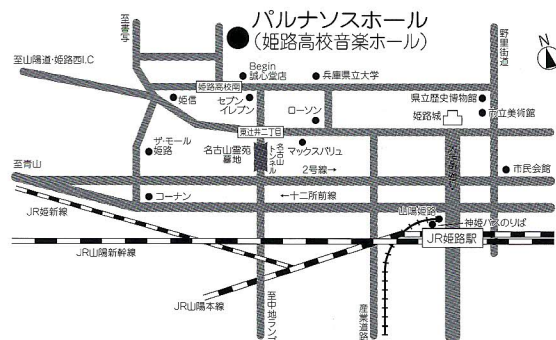 パルナソスホール
(姫路高校音楽ホール)
至書写
野里街道
N
至山陽道・姫路西I.C
Begin
誠心堂店
兵庫県立大学
姫路高校南
姫信
セブン
イレブン
ローソン
県立歴史博物館
市立美術館
姫路城
東辻井二丁目
ザ・モール
姫路
名古山霊苑
墓地
名古山
トンネル
マックスバリュ
2号線→
至青山
市民会館
コーナン
←十二所前線
JR姫新線
山陽姫路
神姫バスのりば
JR姫路駅
JR山陽新幹線
JR山陽本線
至中地ランプ
産業道路